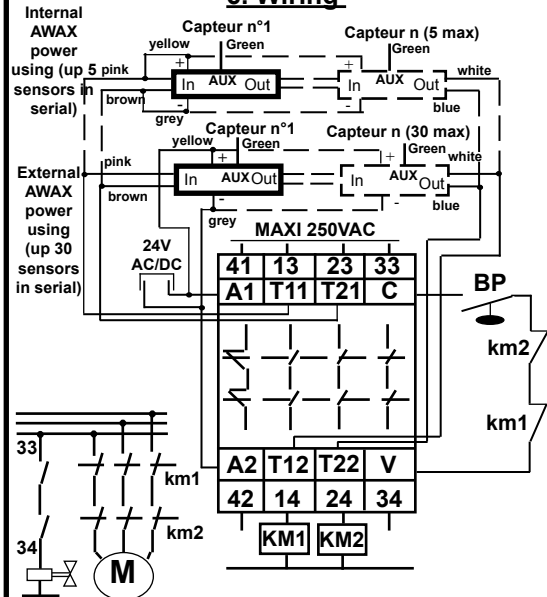 3. Wiring
Internal
AWAX
power
using (up 5
sensors in
serial)
Capteur n°1
Capteur n (5 max)
yellow
Green
Green
+
+
pink
In AUX Out
In AUX Out
white
brown
-
-
blue
grey
Capteur n°1
Capteur n (30 max)
yellow
Green
Green
+
+
white
External
AWAX
power
using
(up 30
sensors
in serial)
pink
In AUX Out
In AUX Out
brown
-
-
blue
grey
24V
AC/DC
MAXI 250VAC
41 13 23 33
A1 T11 T21 C
BP
km2
km1
A2 T12 T22 V
42 14 24 34
KM1 KM2
33
km1
34
km2
M